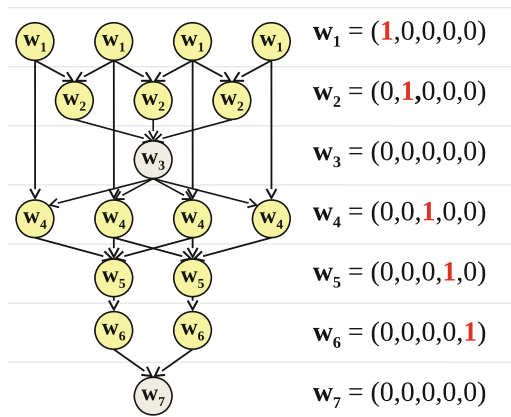 w1 w1 w1 w1 w1 = (1,0,0,0,0)
w2 w2 w2 w2 = (0,1,0,0,0)
w3 w3 = (0,0,0,0,0)
w4 w4 w4 w4 w4 = (0,0,1,0,0)
w5 w5 w5 = (0,0,0,1,0)
w6 w6 w6 = (0,0,0,0,1)
w7 w7 = (0,0,0,0,0)